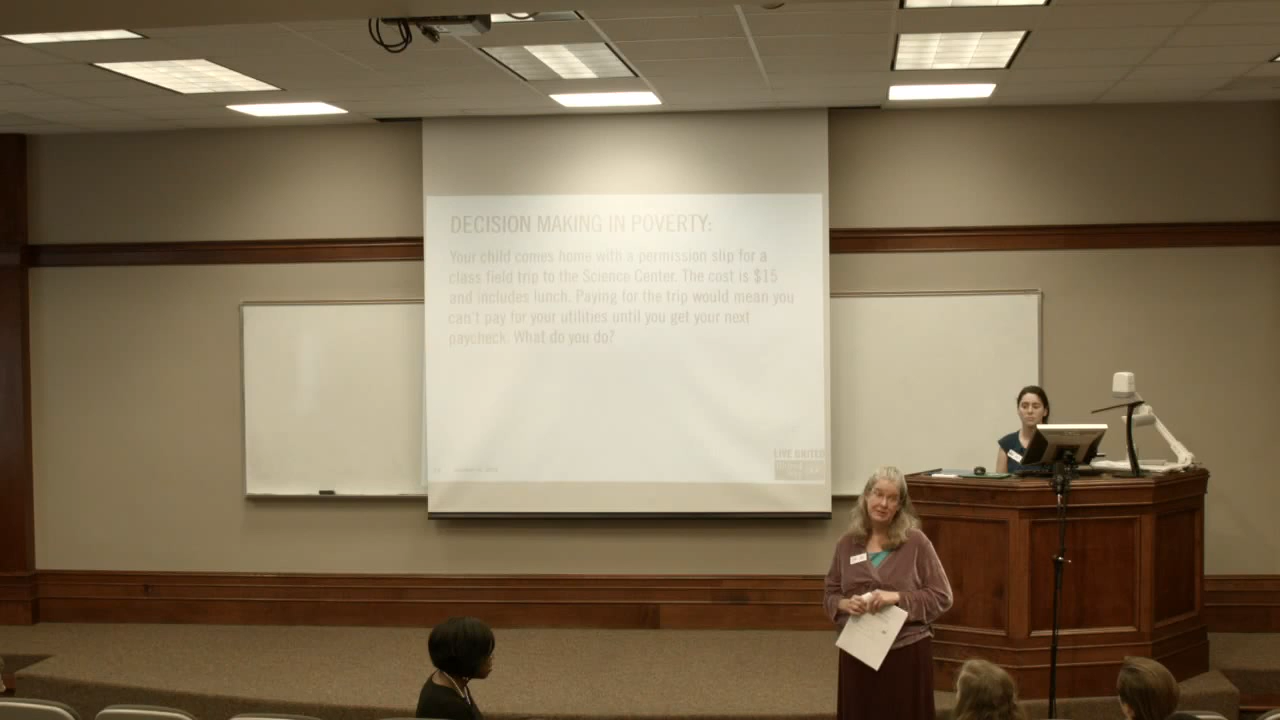 DECISION MAKING IN POVERTY:
Your child comes home with a permission slip for a
class field trip to the Science Center. The cost is $15
and includes lunch. Paying for the trip would mean you
can't pay for your utilities until you get your next
paycheck. What do you do?
LIVE UNITED